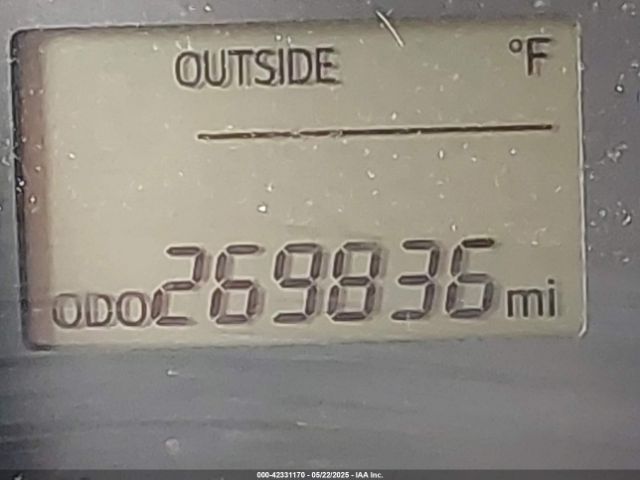 OUTSIDE °F
ODO 269836 mi
000-42331170 - 05/22/2025 - IAA Inc.